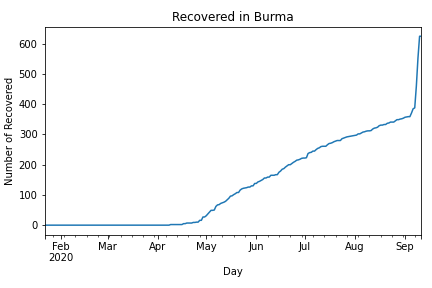 Recovered in Burma
Number of Recovered
600
500
400
300
200
100
0
Feb Mar Apr May Jun Jul Aug Sep
2020
Day